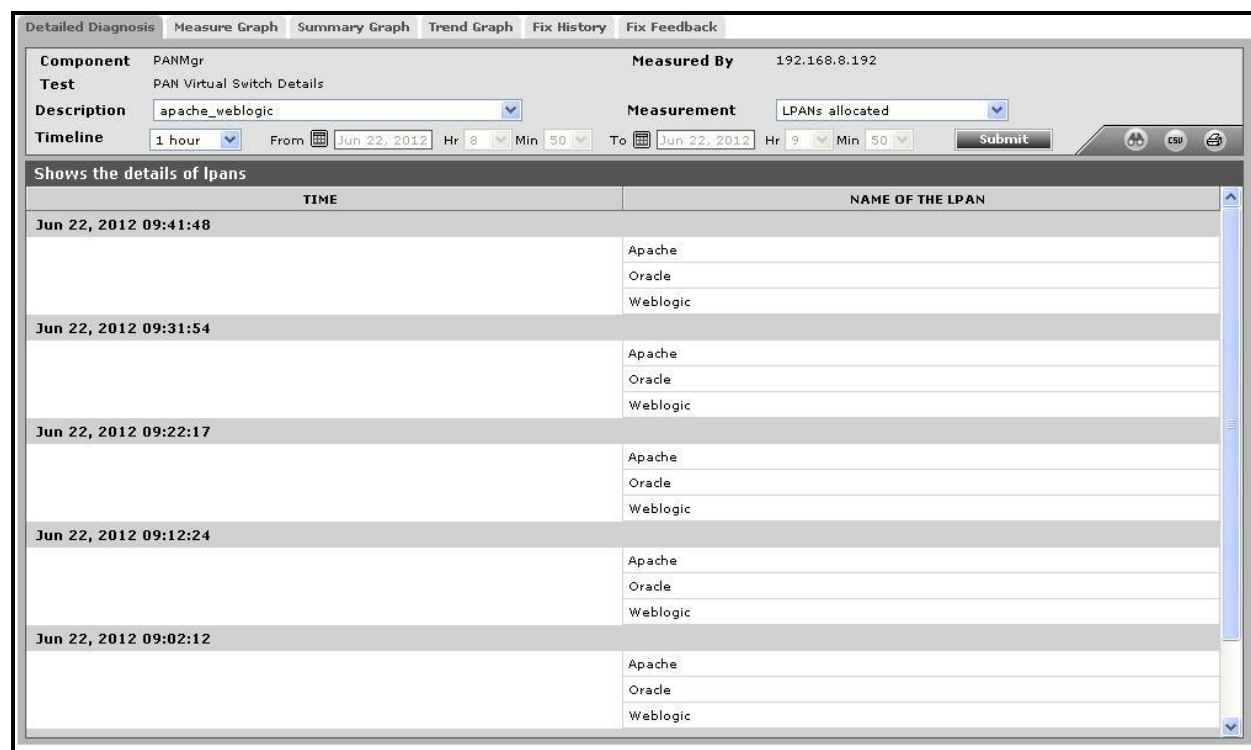 Detailed Diagnosis Measure Graph Summary Graph Trend Graph Fix History Fix Feedback
Component PANMgr Measured By 192.168.8.192
Test PAN Virtual Switch Details
Description apache_weblogic Measurement LPANs allocated
Timeline 1 hour From Jun 22, 2012 Hr 8 Min 50 To Jun 22, 2012 Hr 9 Min 50 Submit CSV
Shows the details of lpans
TIME NAME OF THE LPAN
Jun 22, 2012 09:41:48
Apache
Oracle
Weblogic
Jun 22, 2012 09:31:54
Apache
Oracle
Weblogic
Jun 22, 2012 09:22:17
Apache
Oracle
Weblogic
Jun 22, 2012 09:12:24
Apache
Oracle
Weblogic
Jun 22, 2012 09:02:12
Apache
Oracle
Weblogic